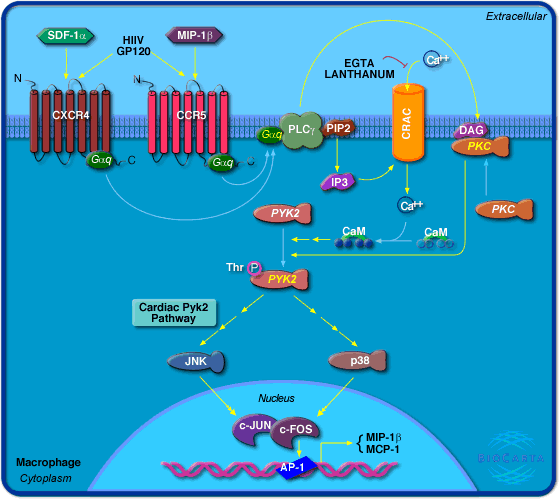 Extracellular
SDF-1α
HIIV
GP120
MIP-1β
EGTA
LANTHANUM
Ca++
N
N
CXCR4
CCR5
Gαq
PLCγ
PIP2
CRAC
DAG
PKC
Gαq
C
Gαq
C
IP3
Ca++
PKC
PYK2
CaM
CaM
Thr
P
PYK2
Cardiac Pyk2
Pathway
JNK
p38
Nucleus
c-JUN
c-FOS
MIP-1β
MCP-1
AP-1
Macrophage
Cytoplasm
BIOCARTA